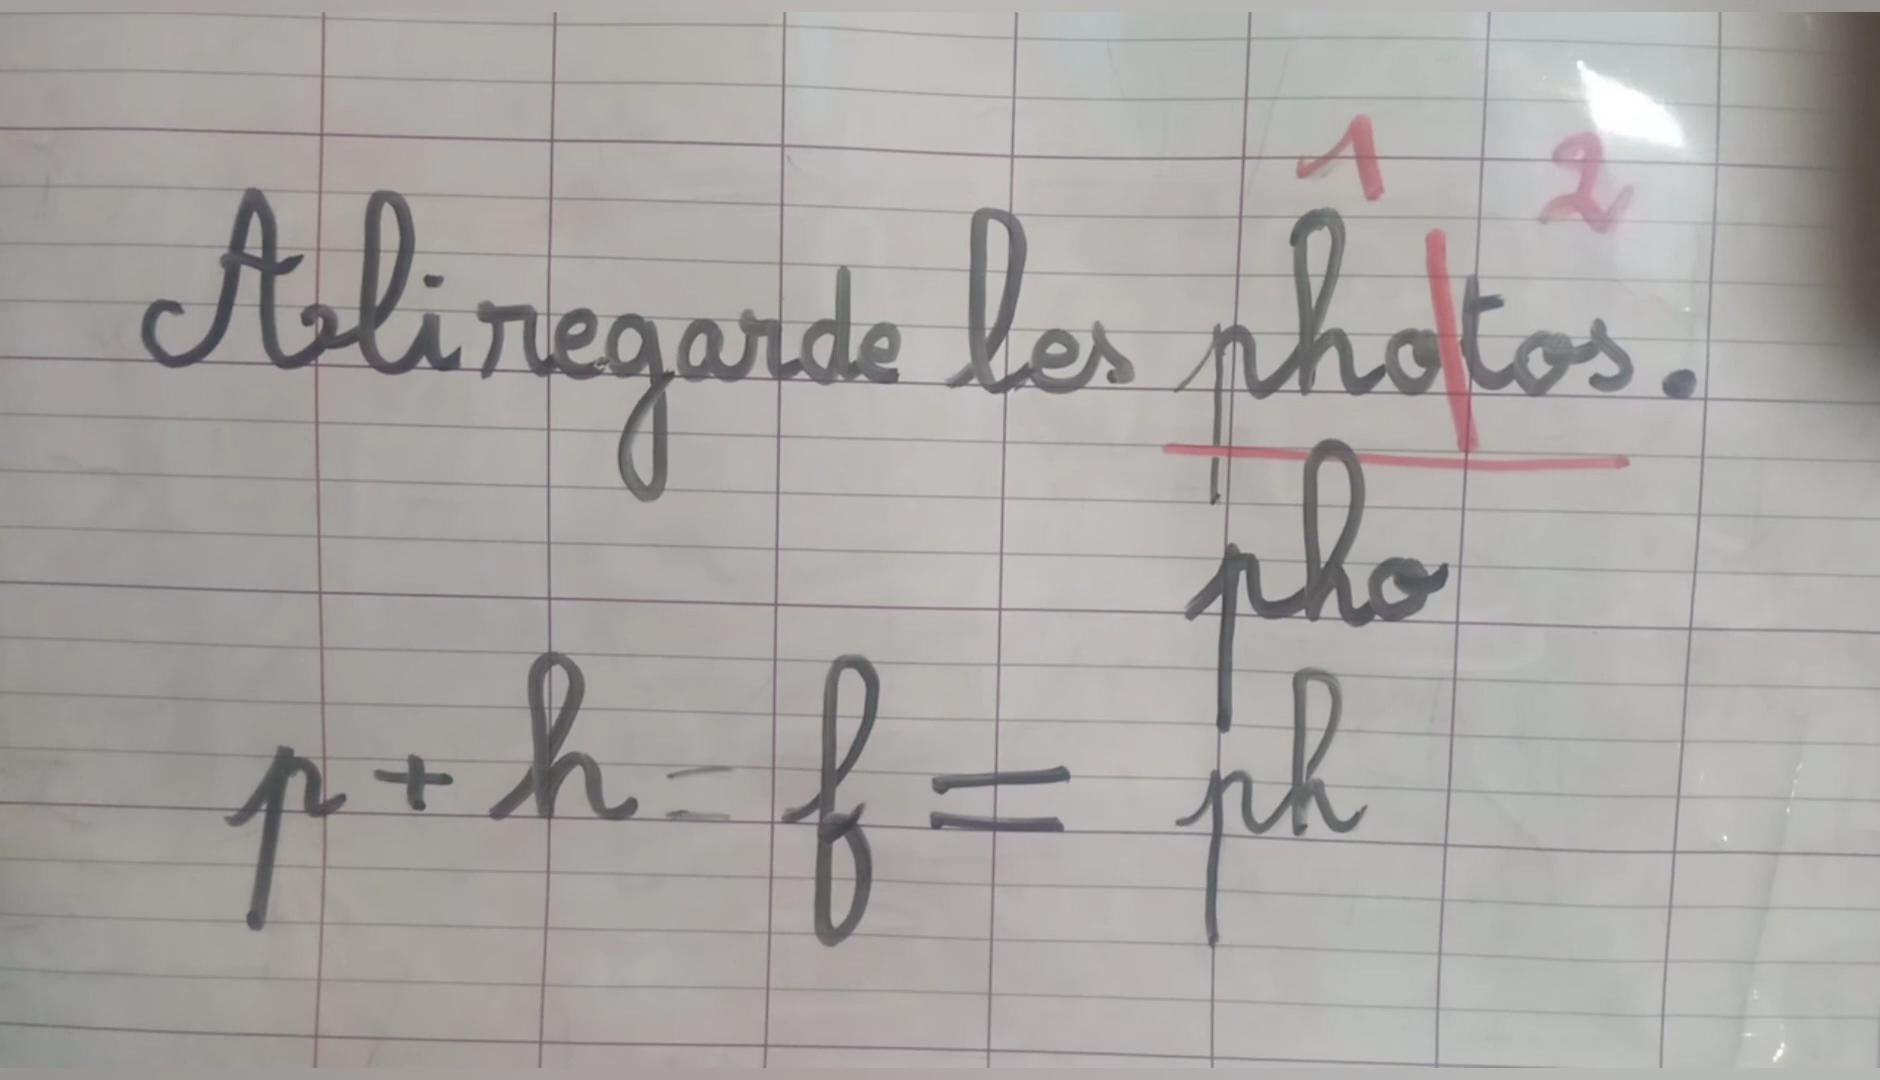 1 2
Ali regarde les photos.
pho
p + h = f = ph